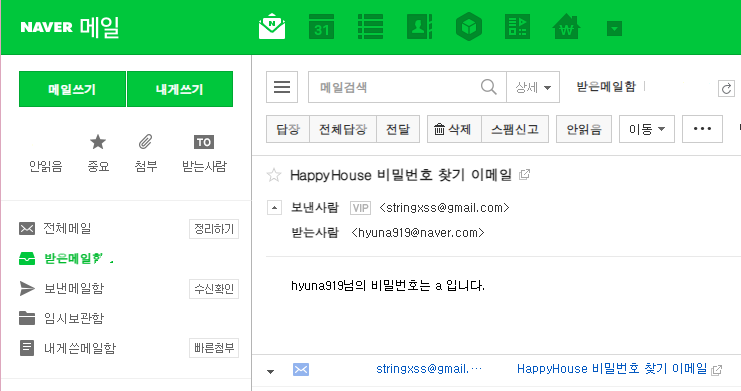 NAVER 메일
31
메일쓰기 내게쓰기
메일검색 상세 받은메일함
답장 전체답장 전달 삭제 스팸신고 안읽음 이동 •••
TO
안읽음 중요 첨부 받는사람
HappyHouse 비밀번호 찾기 이메일
보낸사람 VIP <stringxss@gmail.com>
받는사람 <hyuna919@naver.com>
전체메일 정리하기
받은메일함
보낸메일함 수신확인
임시보관함
내게쓴메일함 빠른첨부
hyuna919님의 비밀번호는 a 입니다.
stringxss@gmail.… HappyHouse 비밀번호 찾기 이메일